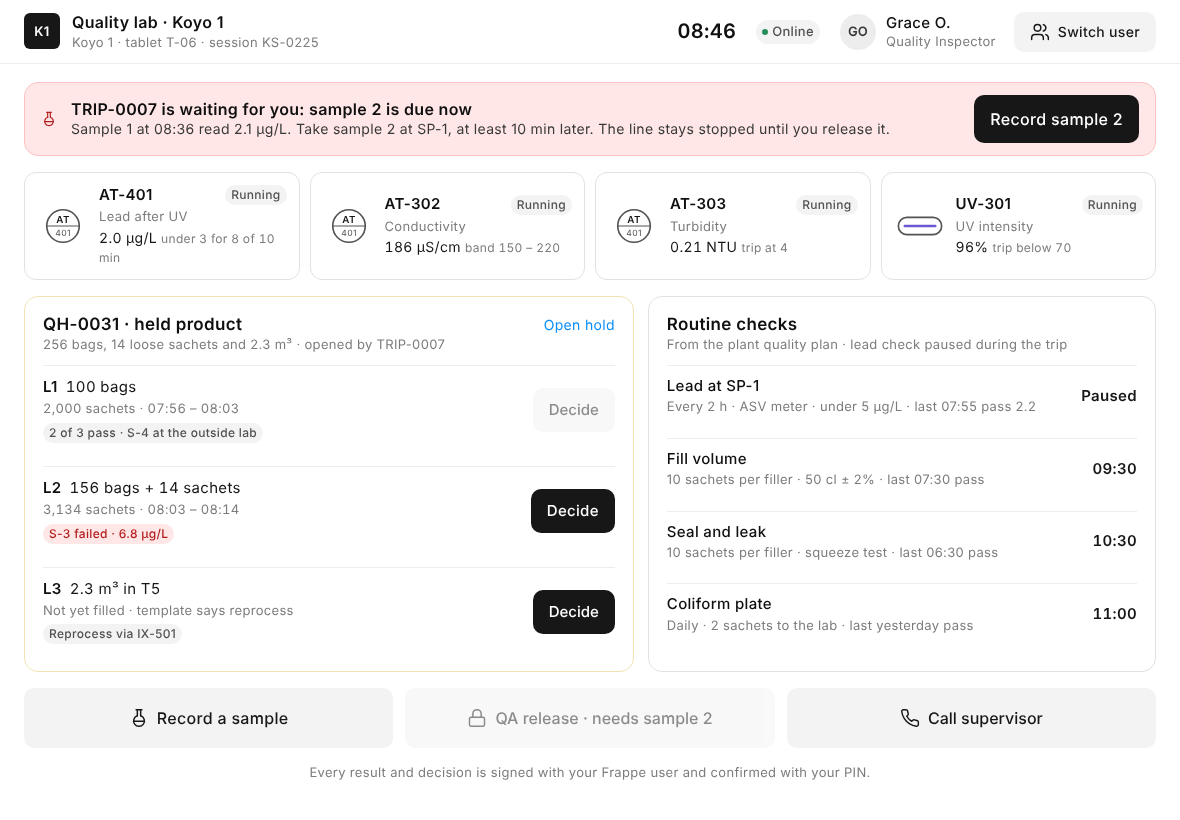 K1
Quality lab · Koyo 1
Koyo 1 · tablet T-06 · session KS-0225
08:46
Online
GO
Grace O.
Quality Inspector
Switch user
TRIP-0007 is waiting for you: sample 2 is due now
Sample 1 at 08:36 read 2.1 µg/L. Take sample 2 at SP-1, at least 10 min later. The line stays stopped until you release it.
Record sample 2
AT
401
AT-401
Running
Lead after UV
2.0 µg/L under 3 for 8 of 10
min
AT
401
AT-302
Running
Conductivity
186 µS/cm band 150 – 220
AT
401
AT-303
Running
Turbidity
0.21 NTU trip at 4
UV-301
Running
UV intensity
96% trip below 70
QH-0031 · held product
Open hold
256 bags, 14 loose sachets and 2.3 m³ · opened by TRIP-0007
L1 100 bags
2,000 sachets · 07:56 – 08:03
2 of 3 pass · S-4 at the outside lab
Decide
L2 156 bags + 14 sachets
3,134 sachets · 08:03 – 08:14
S-3 failed · 6.8 µg/L
Decide
L3 2.3 m³ in T5
Not yet filled · template says reprocess
Reprocess via IX-501
Decide
Routine checks
From the plant quality plan · lead check paused during the trip
Lead at SP-1
Every 2 h · ASV meter · under 5 µg/L · last 07:55 pass 2.2
Paused
Fill volume
10 sachets per filler · 50 cl ± 2% · last 07:30 pass
09:30
Seal and leak
10 sachets per filler · squeeze test · last 06:30 pass
10:30
Coliform plate
Daily · 2 sachets to the lab · last yesterday pass
11:00
Record a sample
QA release · needs sample 2
Call supervisor
Every result and decision is signed with your Frappe user and confirmed with your PIN.